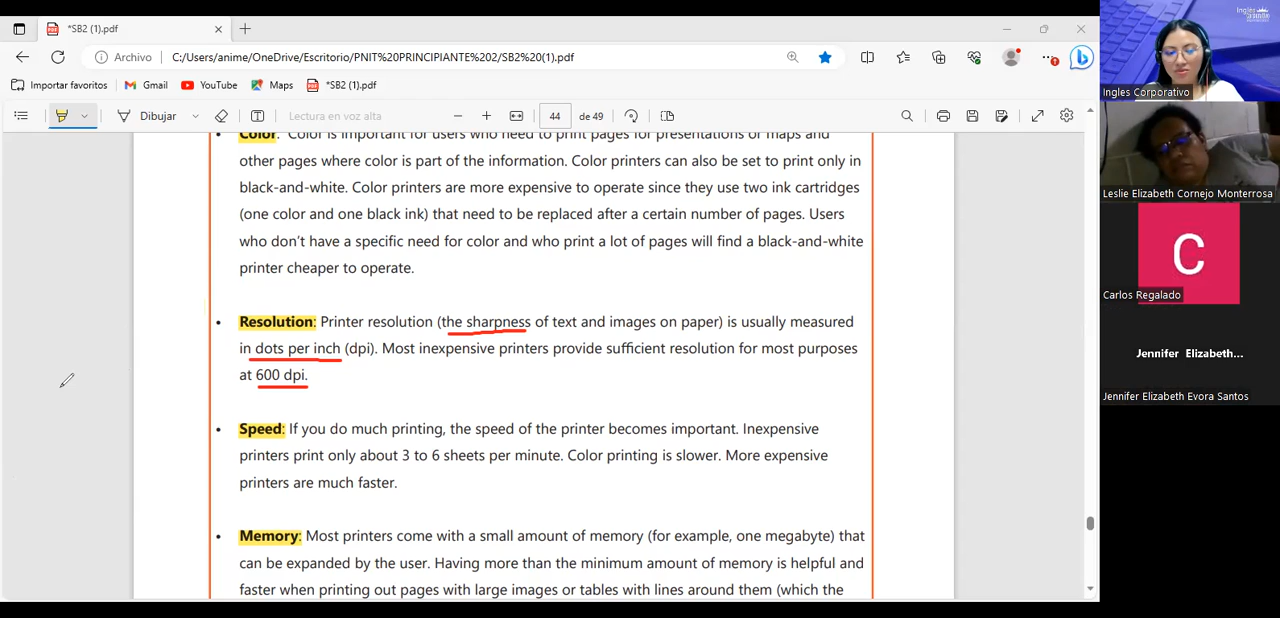 *SB2 (1).pdf
Archivo C:/Users/anime/OneDrive/Escritorio/PNIT%20PRINCIPIANTE%202/SB2%20(1).pdf
Importar favoritos Gmail YouTube Maps *SB2 (1).pdf
Dibujar Lectura en voz alta 44 de 49
Color: Color is important for users who need to print pages for presentations or maps and
other pages where color is part of the information. Color printers can also be set to print only in
black-and-white. Color printers are more expensive to operate since they use two ink cartridges
(one color and one black ink) that need to be replaced after a certain number of pages. Users
who don't have a specific need for color and who print a lot of pages will find a black-and-white
printer cheaper to operate.
• Resolution: Printer resolution (the sharpness of text and images on paper) is usually measured
in dots per inch (dpi). Most inexpensive printers provide sufficient resolution for most purposes
at 600 dpi.
• Speed: If you do much printing, the speed of the printer becomes important. Inexpensive
printers print only about 3 to 6 sheets per minute. Color printing is slower. More expensive
printers are much faster.
• Memory: Most printers come with a small amount of memory (for example, one megabyte) that
can be expanded by the user. Having more than the minimum amount of memory is helpful and
faster when printing out pages with large images or tables with lines around them (which the
Ingles
Ingles Corporativo
Leslie Elizabeth Cornejo Monterrosa
C
Carlos Regalado
Jennifer Elizabeth...
Jennifer Elizabeth Evora Santos